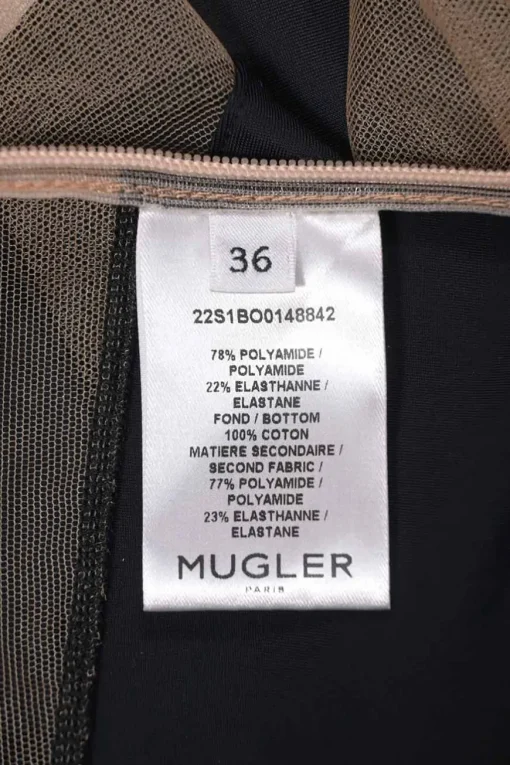 36
22S1BO0148842
78% POLYAMIDE /
POLYAMIDE
22% ELASTHANNE /
ELASTANE
FOND / BOTTOM
100% COTON
MATIERE SECONDAIRE /
SECOND FABRIC /
77% POLYAMIDE /
POLYAMIDE
23% ELASTHANNE /
ELASTANE
MUGLER
PARIS